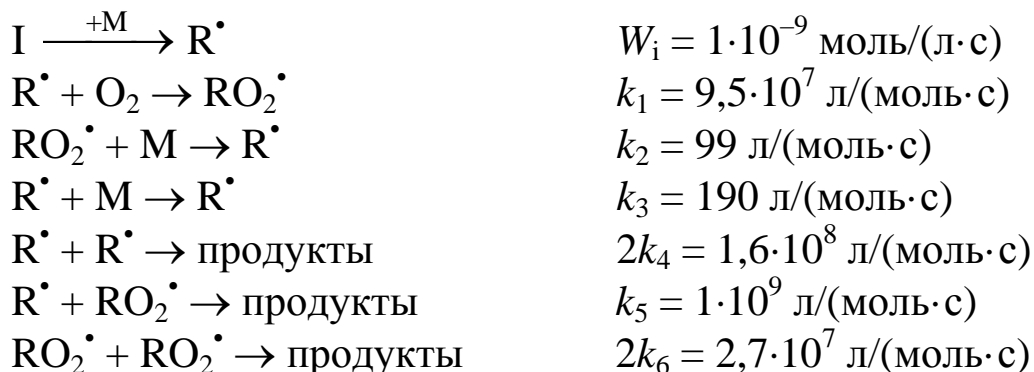 I —+M→ R• Wᵢ = 1·10⁻⁹ моль/(л·с)
R• + O₂ → RO₂• k₁ = 9,5·10⁷ л/(моль·с)
RO₂• + M → R• k₂ = 99 л/(моль·с)
R• + M → R• k₃ = 190 л/(моль·с)
R• + R• → продукты 2k₄ = 1,6·10⁸ л/(моль·с)
R• + RO₂• → продукты k₅ = 1·10⁹ л/(моль·с)
RO₂• + RO₂• → продукты 2k₆ = 2,7·10⁷ л/(моль·с)